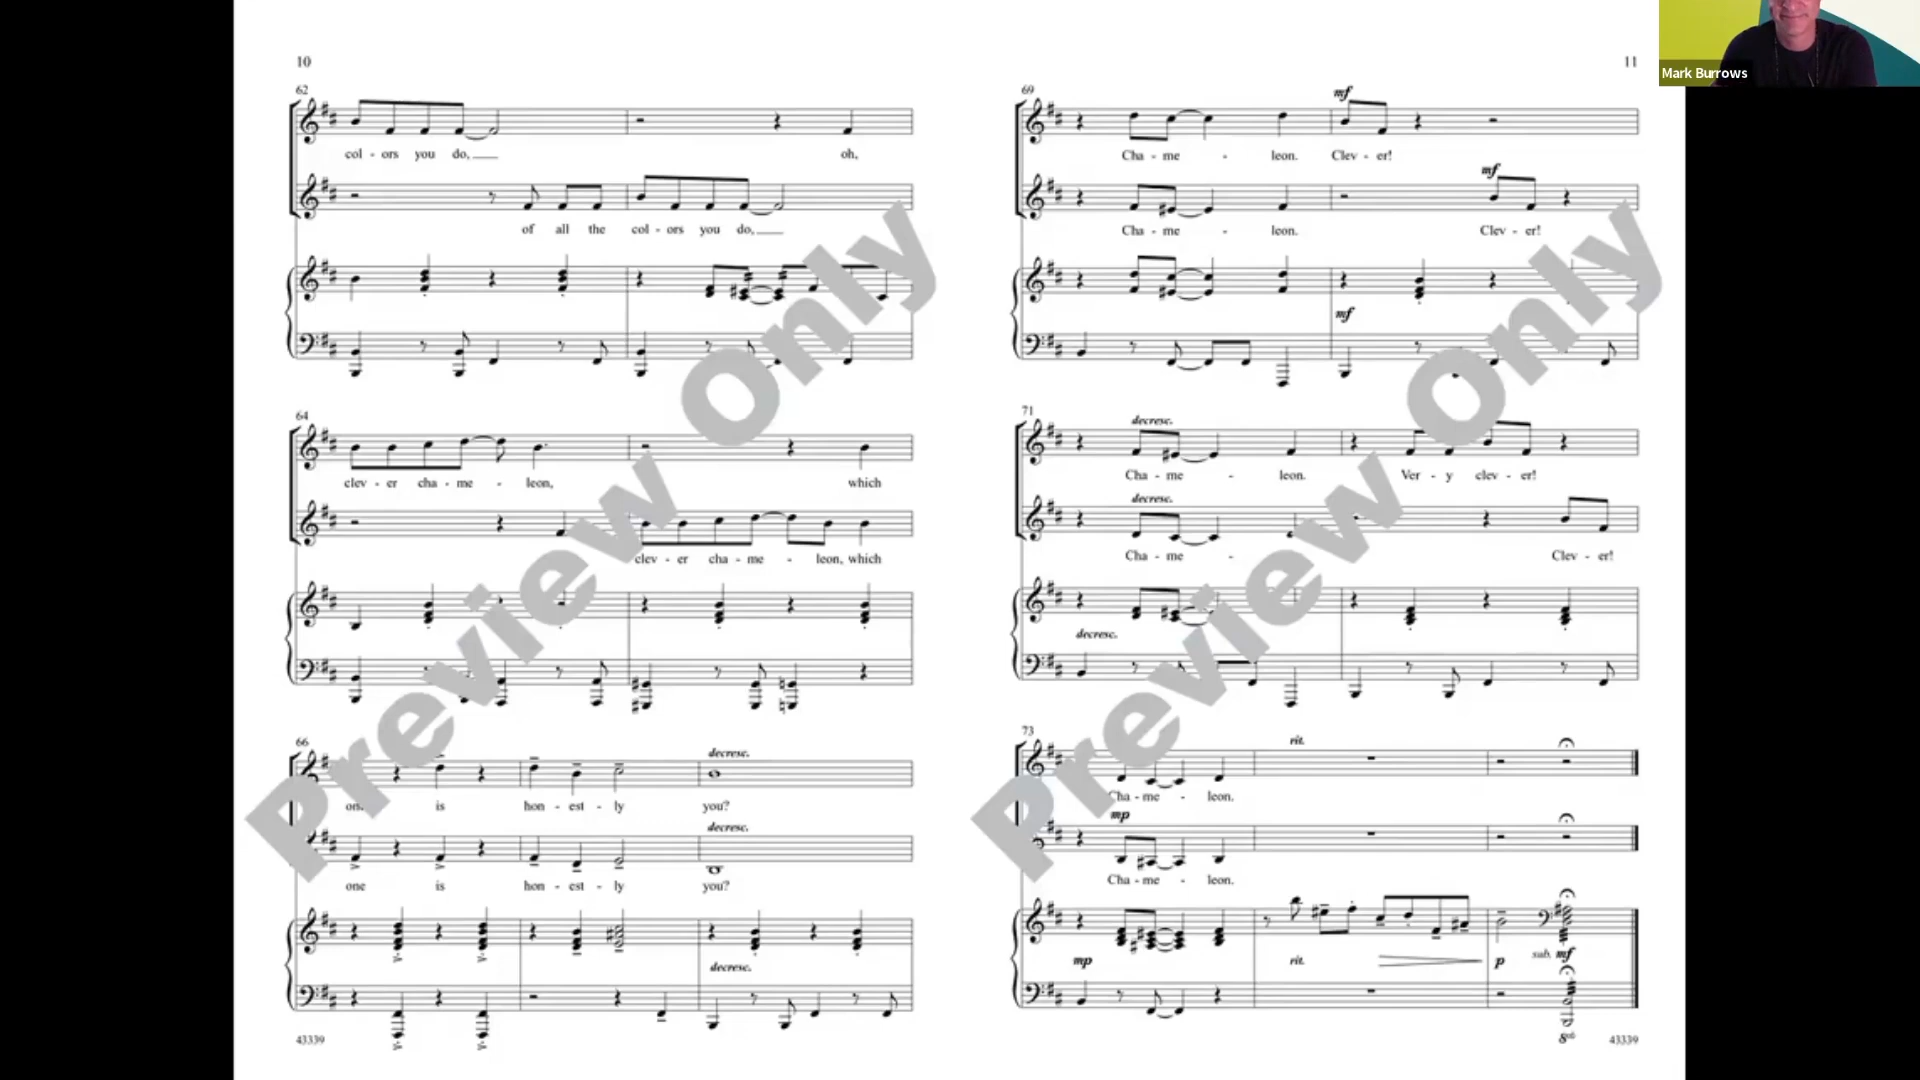 10
62
col - ors you do,
oh,
of all the col - ors you do,
64
clev - er cha - me - leon, which
clev - er cha - me - leon, which
66
decresc.
one is hon - est - ly you?
decresc.
one is hon - est - ly you?
decresc.
43339
Preview Only
11
69
mf
Cha - me - leon. Clev - er!
mf
Cha - me - leon. Clev - er!
mf
71
decresc.
Cha - me - leon. Ver - y clev - er!
decresc.
Cha - me - Clev - er!
decresc.
73
rit.
Cha - me - leon.
mp
Cha - me - leon.
mp rit. p sub. mf
8vb
43339
Preview Only
Mark Burrows